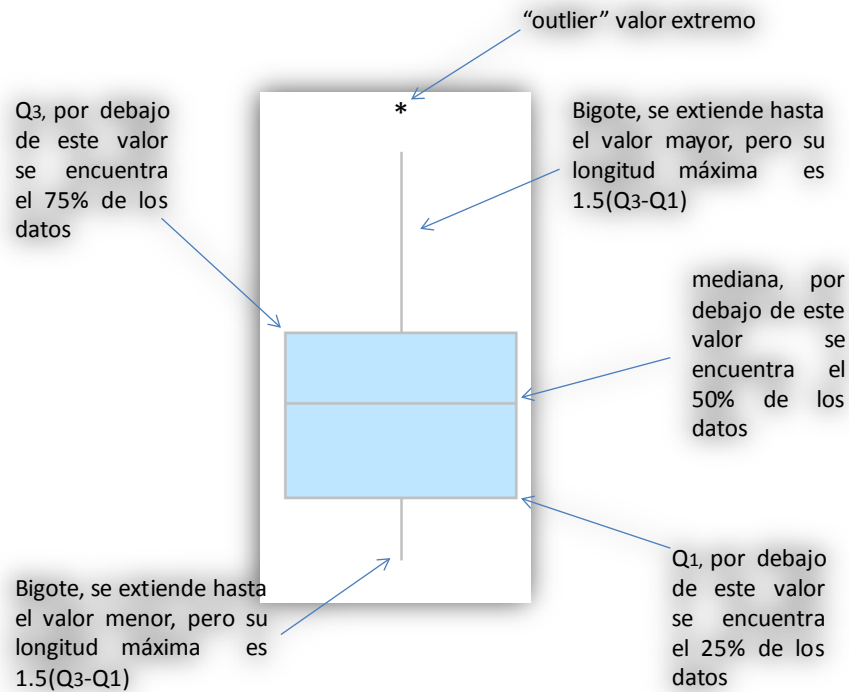 “outlier” valor extremo
Q3, por debajo
de este valor
se encuentra
el 75% de los
datos
*
Bigote, se extiende hasta
el valor mayor, pero su
longitud máxima es
1.5(Q3-Q1)
mediana, por
debajo de este
valor se
encuentra el
50% de los
datos
Bigote, se extiende hasta
el valor menor, pero su
longitud máxima es
1.5(Q3-Q1)
Q1, por debajo
de este valor
se encuentra
el 25% de los
datos